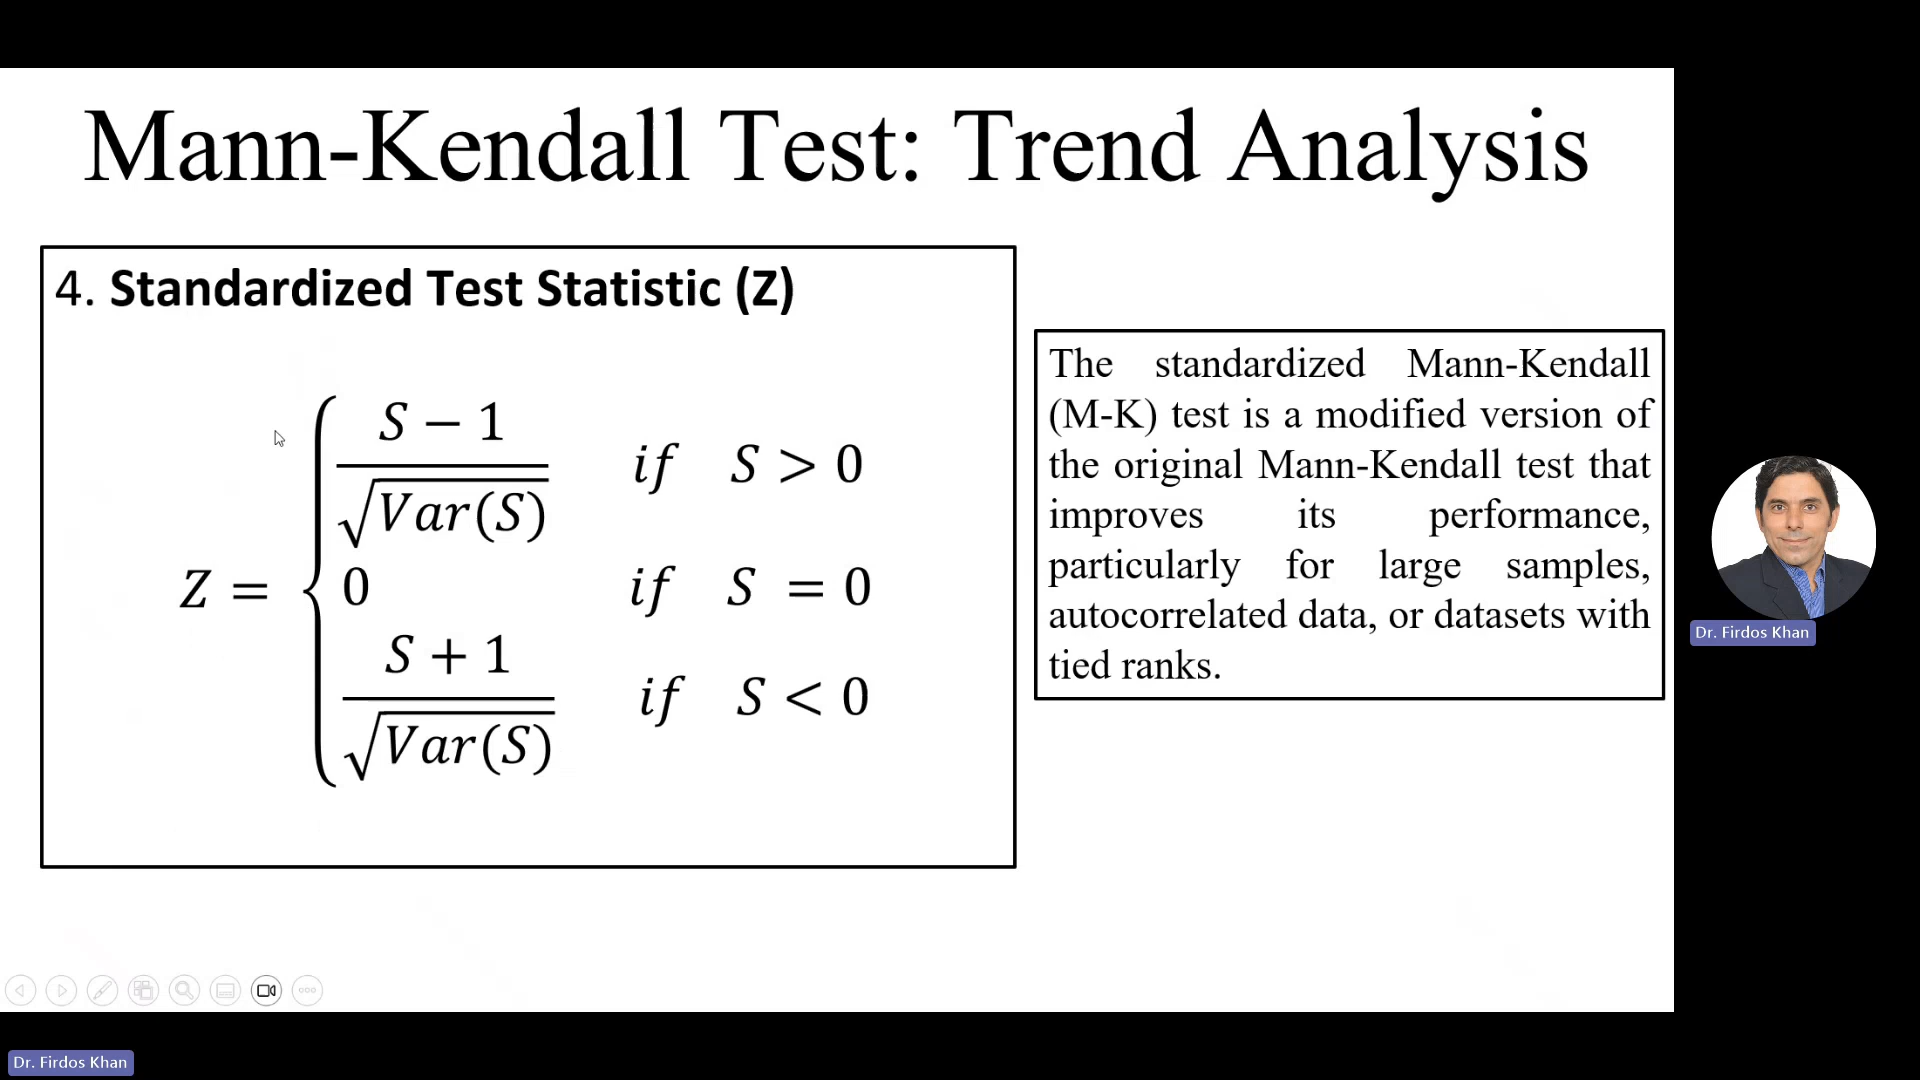 Mann-Kendall Test: Trend Analysis
4. Standardized Test Statistic (Z)
S − 1
√Var(S)
if S > 0
Z =
0
if S = 0
S + 1
√Var(S)
if S < 0
The standardized Mann-Kendall
(M-K) test is a modified version of
the original Mann-Kendall test that
improves its performance,
particularly for large samples,
autocorrelated data, or datasets with
tied ranks.
Dr. Firdos Khan
Dr. Firdos Khan